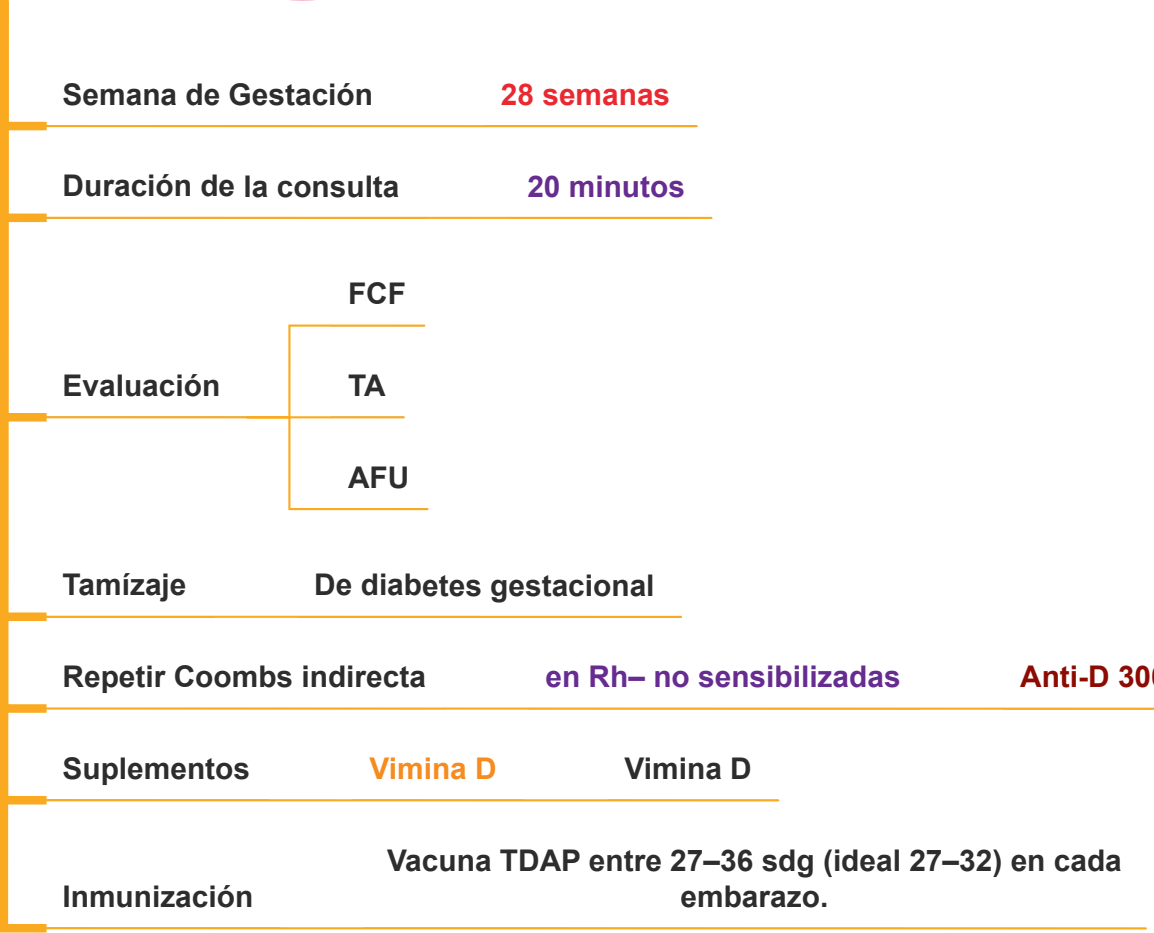 Semana de Gestación 28 semanas
Duración de la consulta 20 minutos
FCF
Evaluación TA
AFU
Tamízaje De diabetes gestacional
Repetir Coombs indirecta en Rh– no sensibilizadas Anti-D 300
Suplementos Vimina D Vimina D
Vacuna TDAP entre 27–36 sdg (ideal 27–32) en cada
Inmunización embarazo.